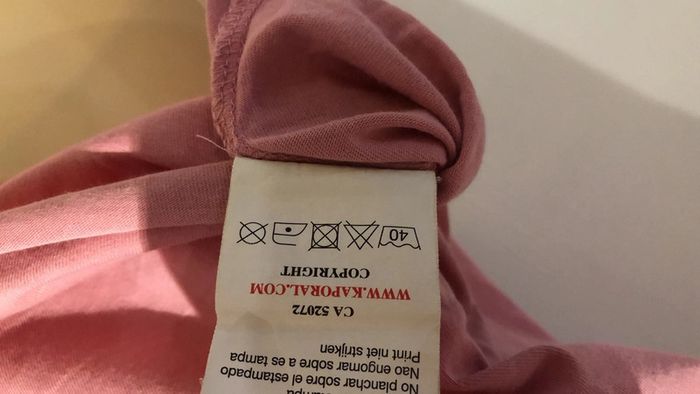 stampa
No planchar sobre el estampado
Nao engomar sobre a es tampa
Print niet strijken
CA 52072
WWW.KAPORAL.COM
COPYRIGHT
40